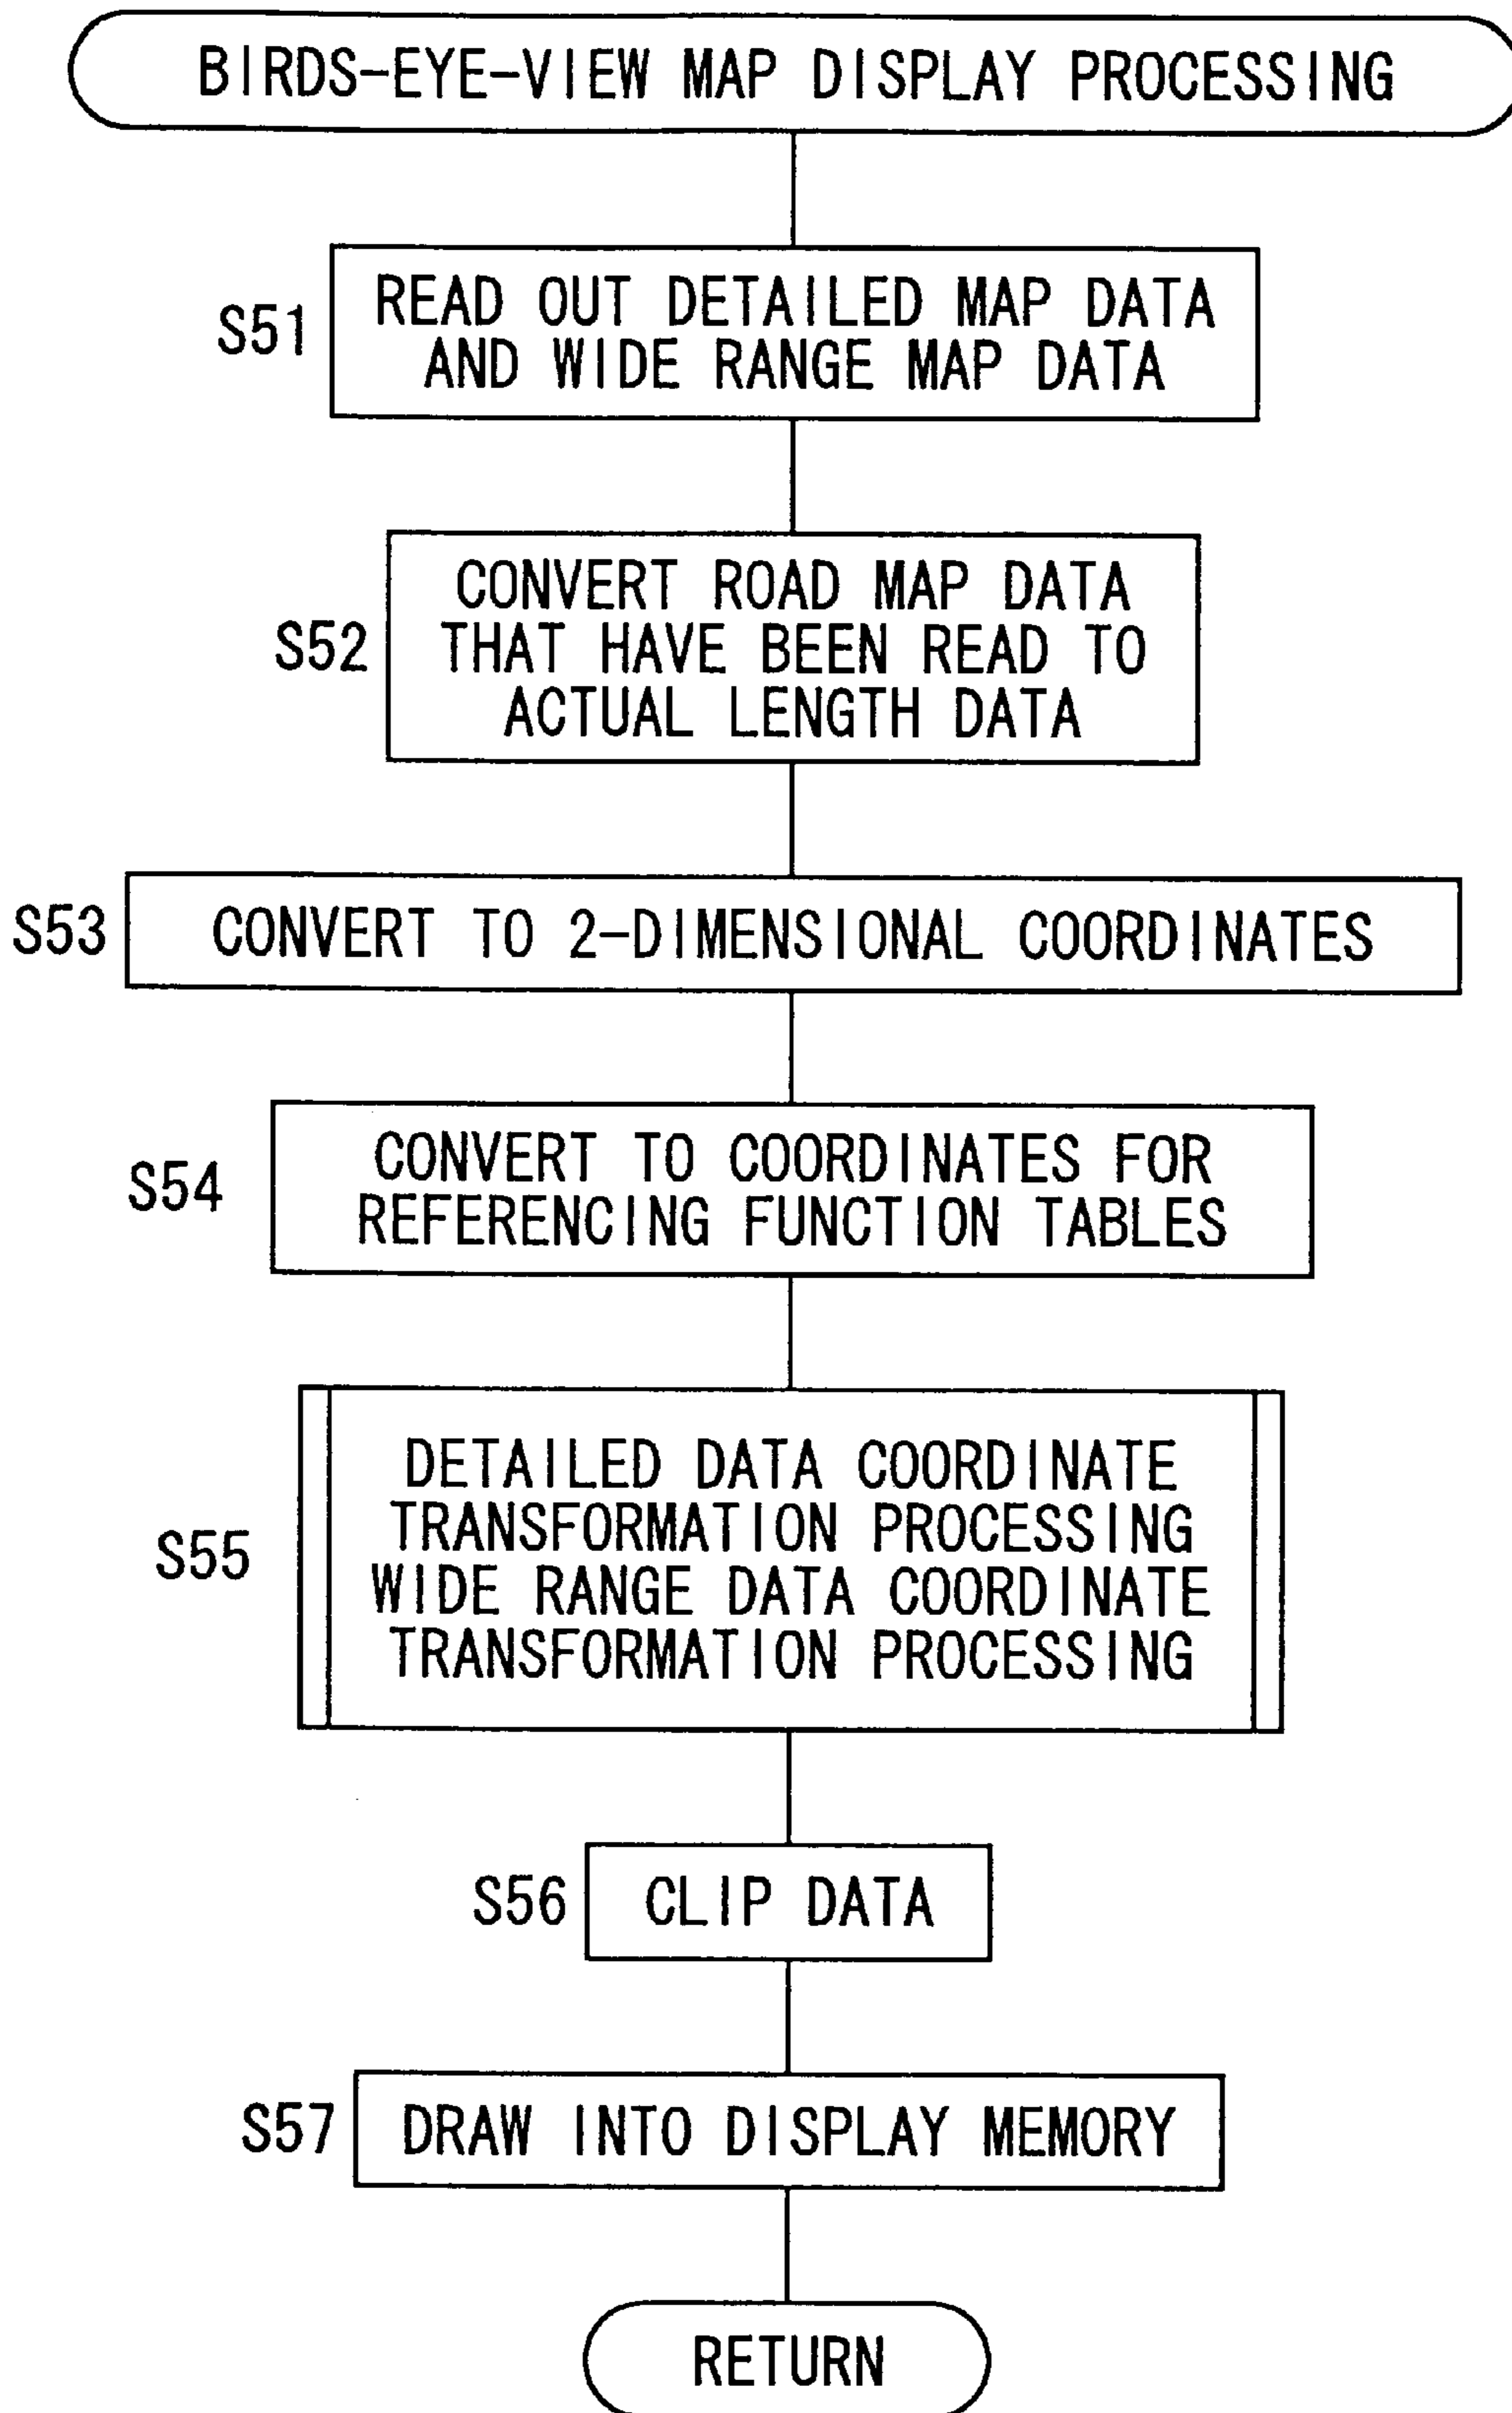 BIRDS-EYE-VIEW MAP DISPLAY PROCESSING
S51
READ OUT DETAILED MAP DATA
AND WIDE RANGE MAP DATA
S52
CONVERT ROAD MAP DATA
THAT HAVE BEEN READ TO
ACTUAL LENGTH DATA
S53
CONVERT TO 2-DIMENSIONAL COORDINATES
S54
CONVERT TO COORDINATES FOR
REFERENCING FUNCTION TABLES
S55
DETAILED DATA COORDINATE
TRANSFORMATION PROCESSING
WIDE RANGE DATA COORDINATE
TRANSFORMATION PROCESSING
S56
CLIP DATA
S57
DRAW INTO DISPLAY MEMORY
RETURN